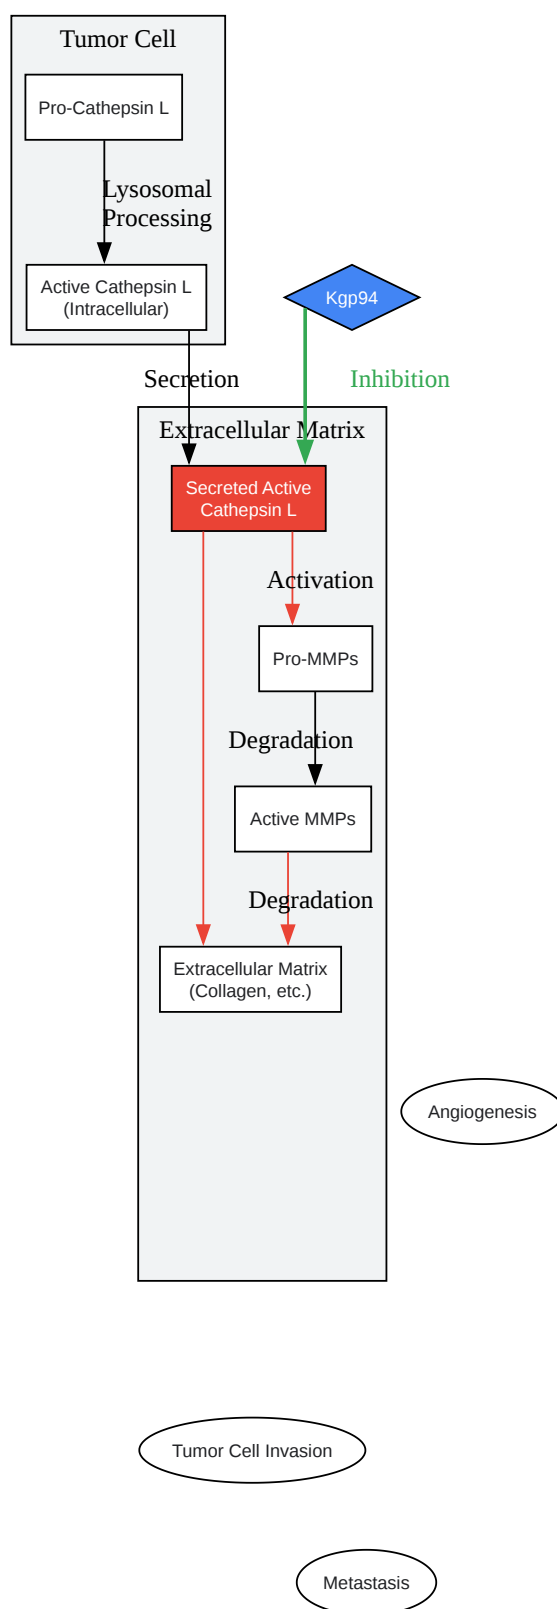 Tumor Cell
Pro-Cathepsin L
Lysosomal
Processing
Active Cathepsin L
(Intracellular)
Kgp94
Secretion
Inhibition
Extracellular Matrix
Secreted Active
Cathepsin L
Activation
Pro-MMPs
Degradation
Active MMPs
Degradation
Extracellular Matrix
(Collagen, etc.)
Angiogenesis
Tumor Cell Invasion
Metastasis